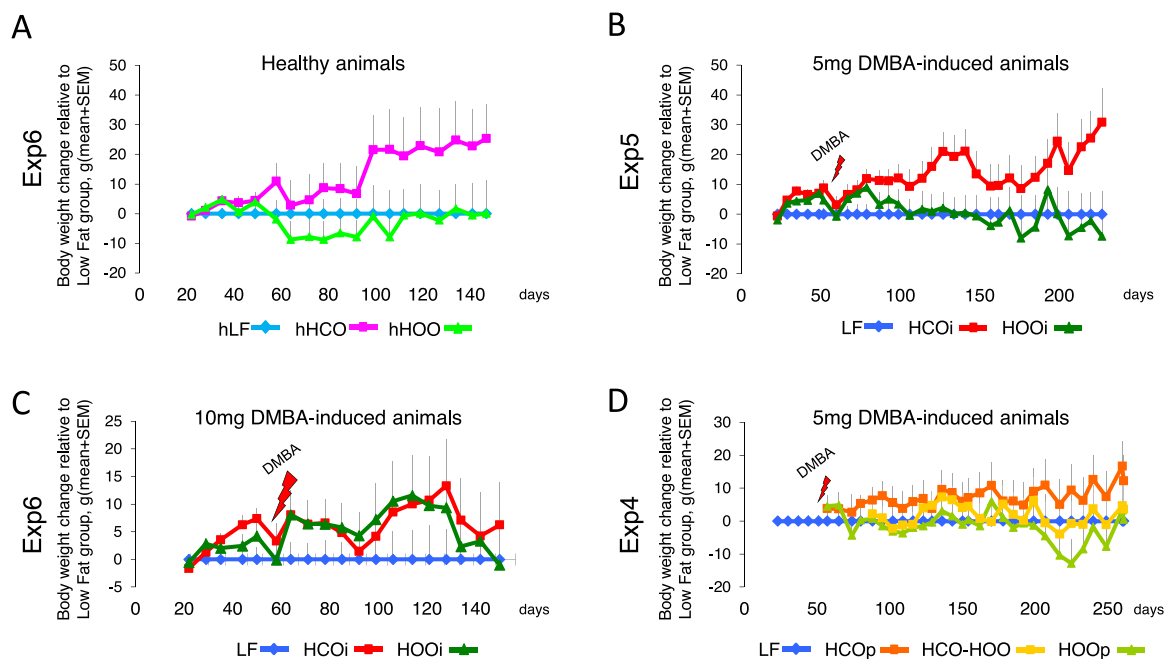 A
Healthy animals
Exp6
Body weight change relative to
Low Fat group, g(mean+SEM)
50
40
30
20
10
0
-10
-20
0 20 40 60 80 100 120 140 days
hLF hHCO hHOO
B
5mg DMBA-induced animals
Exp5
Body weight change relative to
Low Fat group, g(mean+SEM)
50
40
30
20
10
0
-10
-20
DMBA
0 50 100 150 200 days
LF HCOi HOOi
C
10mg DMBA-induced animals
Exp6
Body weight change relative to
Low Fat group, g(mean+SEM)
25
20
15
10
5
0
-5
DMBA
0 20 40 60 80 100 120 140 days
LF HCOi HOOi
D
5mg DMBA-induced animals
Exp4
Body weight change relative to
Low Fat group, g(mean+SEM)
30
20
10
0
-10
-20
DMBA
0 50 100 150 200 250 days
LF HCOp HCO-HOO HOOp